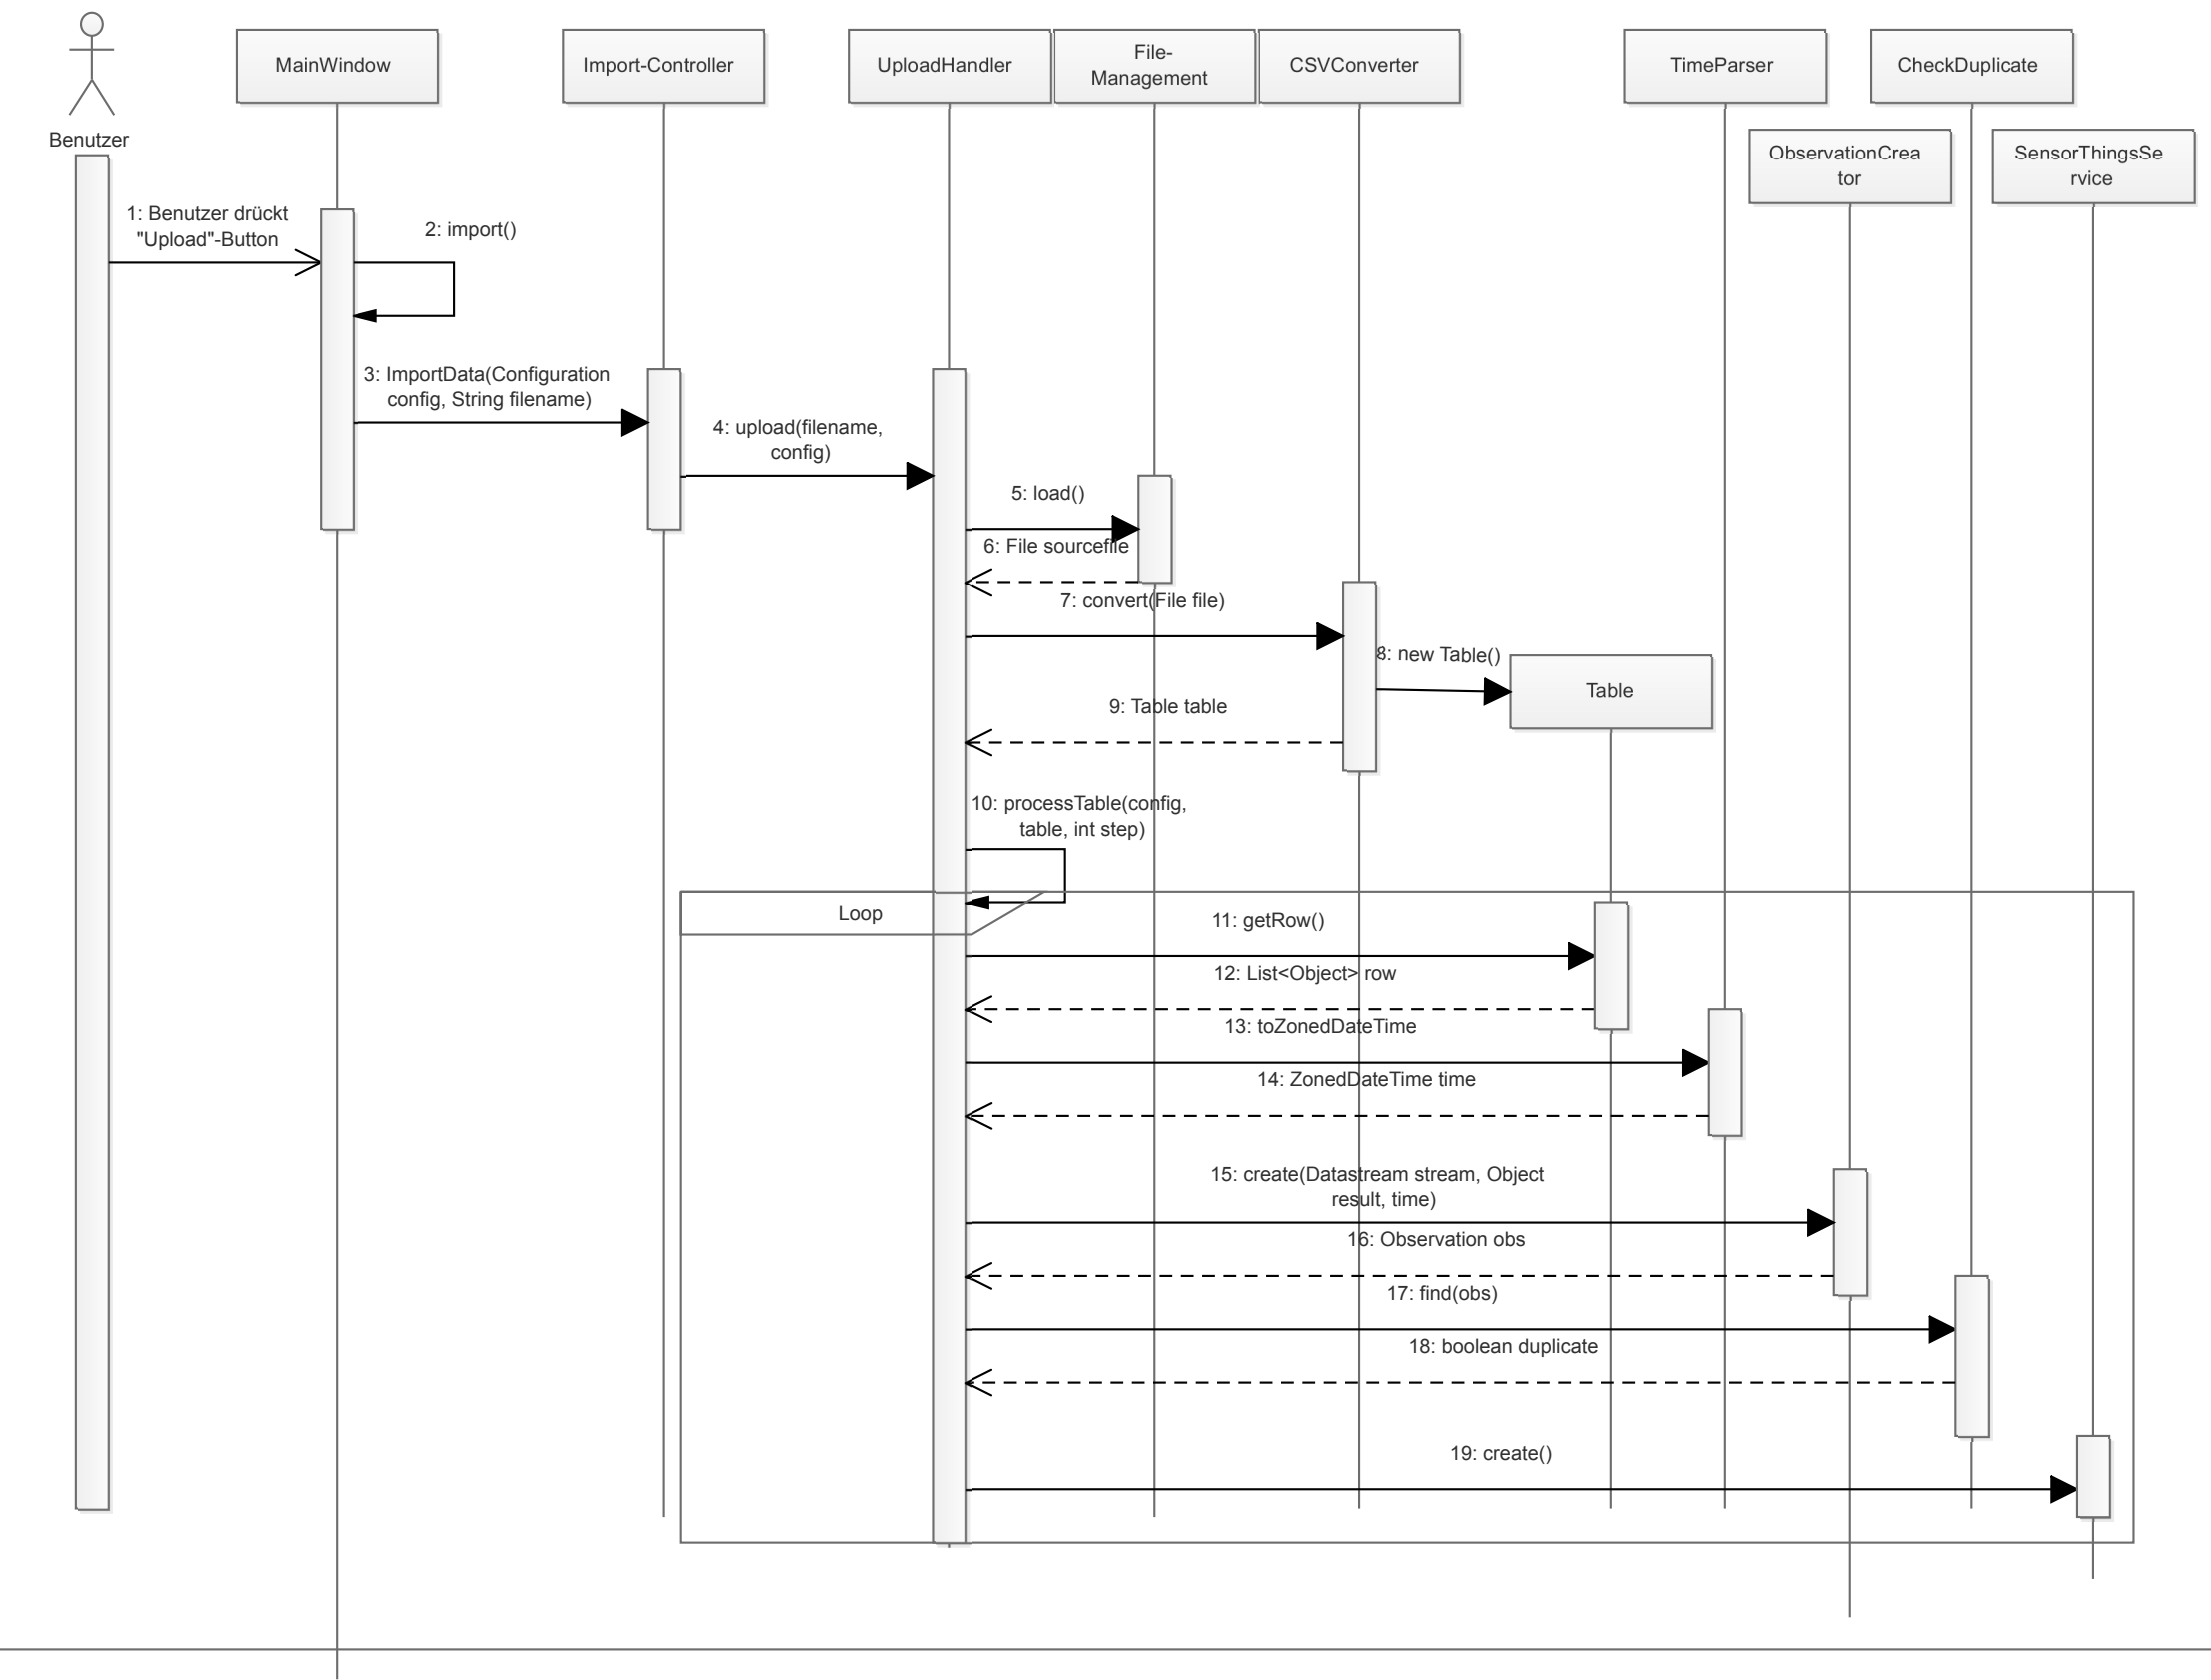 MainWindow
Import-Controller
UploadHandler
File-
Management
CSVConverter
TimeParser
CheckDuplicate
Benutzer
ObservationCrea
tor
SensorThingsSe
rvice
1: Benutzer drückt
"Upload"-Button
2: import()
3: ImportData(Configuration
config, String filename)
4: upload(filename,
config)
5: load()
6: File sourcefile
7: convert(File file)
8: new Table()
Table
9: Table table
10: processTable(config,
table, int step)
Loop
11: getRow()
12: List<Object> row
13: toZonedDateTime
14: ZonedDateTime time
15: create(Datastream stream, Object
result, time)
16: Observation obs
17: find(obs)
18: boolean duplicate
19: create()